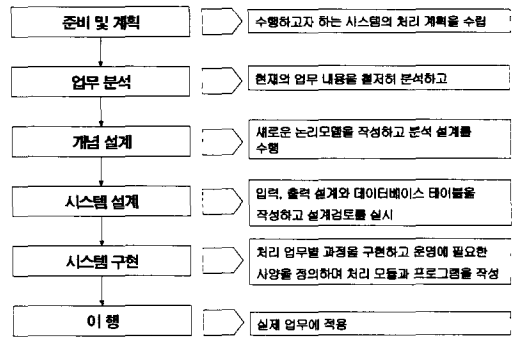 준비 및 계획
수행하고자 하는 시스템의 처리 계획을 수립
업무 분석
현재의 업무 내용을 철저히 분석하고
개념 설계
새로운 논리모델을 작성하고 분석 설계를
수행
시스템 설계
입력, 출력 설계와 데이터베이스 테이블을
작성하고 설계검토를 실시
시스템 구현
처리 업무별 과정을 구현하고 운영에 필요한
사양을 정의하며 처리 모듈과 프로그램을 작성
이 행
실제 업무에 적용